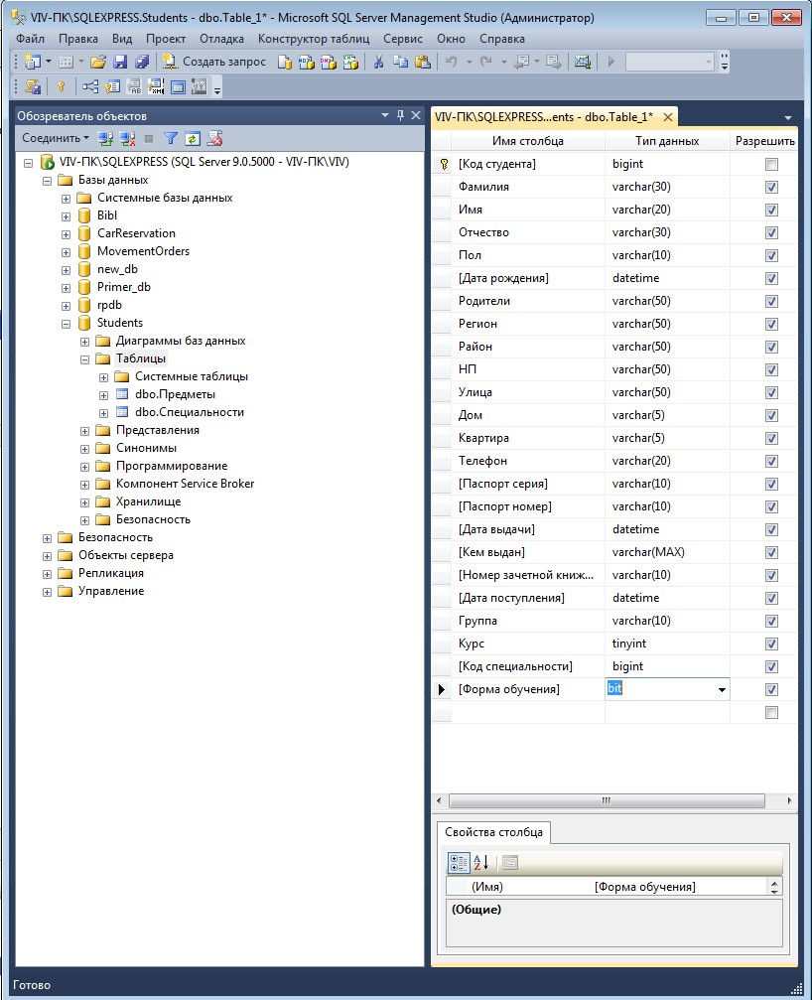 VIV-ПК\SQLEXPRESS.Students - dbo.Table_1* - Microsoft SQL Server Management Studio (Администратор)
Файл Правка Вид Проект Отладка Конструктор таблиц Сервис Окно Справка
Создать запрос
Обозреватель объектов
Соединить
VIV-ПК\SQLEXPRESS (SQL Server 9.0.5000 - VIV-ПК\VIV)
Базы данных
Системные базы данных
Bibl
CarReservation
MovementOrders
new_db
Primer_db
rpdb
Students
Диаграммы баз данных
Таблицы
Системные таблицы
dbo.Предметы
dbo.Специальности
Представления
Синонимы
Программирование
Компонент Service Broker
Хранилище
Безопасность
Безопасность
Объекты сервера
Репликация
Управление
VIV-ПК\SQLEXPRESS...ents - dbo.Table_1*
Имя столбца Тип данных Разрешить
[Код студента] bigint
Фамилия varchar(30)
Имя varchar(20)
Отчество varchar(30)
Пол varchar(10)
[Дата рождения] datetime
Родители varchar(50)
Регион varchar(50)
Район varchar(50)
НП varchar(50)
Улица varchar(50)
Дом varchar(5)
Квартира varchar(5)
Телефон varchar(20)
[Паспорт серия] varchar(10)
[Паспорт номер] varchar(10)
[Дата выдачи] datetime
[Кем выдан] varchar(MAX)
[Номер зачетной книж... varchar(10)
[Дата поступления] datetime
Группа varchar(10)
Курс tinyint
[Код специальности] bigint
[Форма обучения] bit
Свойства столбца
(Имя) [Форма обучения]
(Общие)
Готово